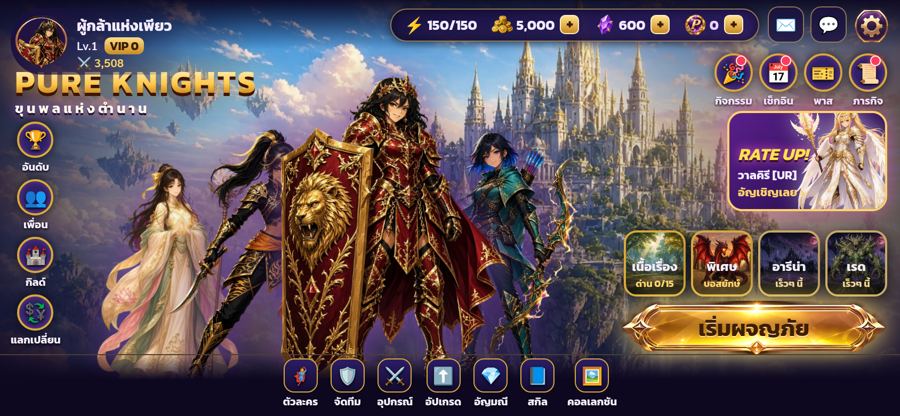 ผู้กล้าแห่งเพียว
Lv.1 VIP 0
3,508
150/150 5,000 + 600 + P 0 +
PURE KNIGHTS
ขุนพลแห่งตำนาน
อันดับ
เพื่อน
กิลด์
แลกเปลี่ยน
July
17
กิจกรรม เช็กอิน พาส ภารกิจ
RATE UP!
วาลคิรี [UR]
อัญเชิญเลย
เนื้อเรื่อง พิเศษ อารีน่า เรด
ด่าน 0/15 บอสยักษ์ เร็วๆ นี้ เร็วๆ นี้
เริ่มผจญภัย
ตัวละคร จัดทีม อุปกรณ์ อัปเกรด อัญมณี สกิล คอลเลกชัน